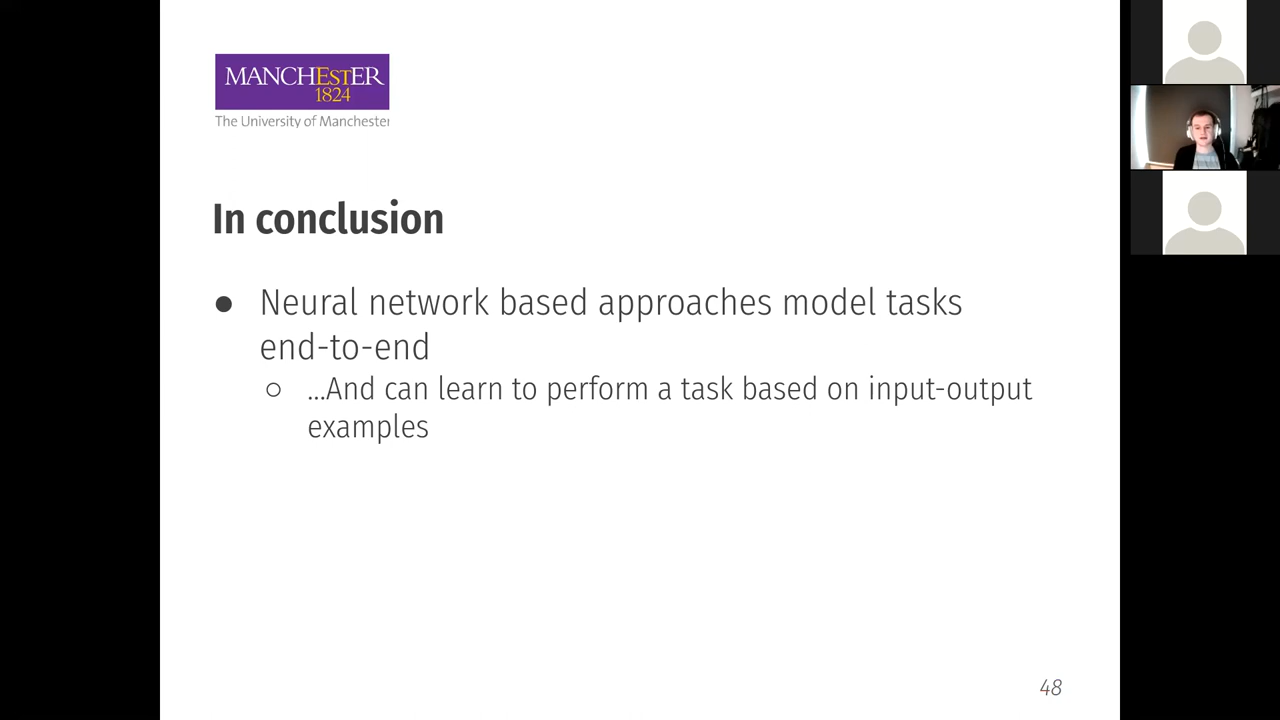 MANCHESTER
1824
The University of Manchester
In conclusion
● Neural network based approaches model tasks
end-to-end
○ ...And can learn to perform a task based on input-output
examples
48